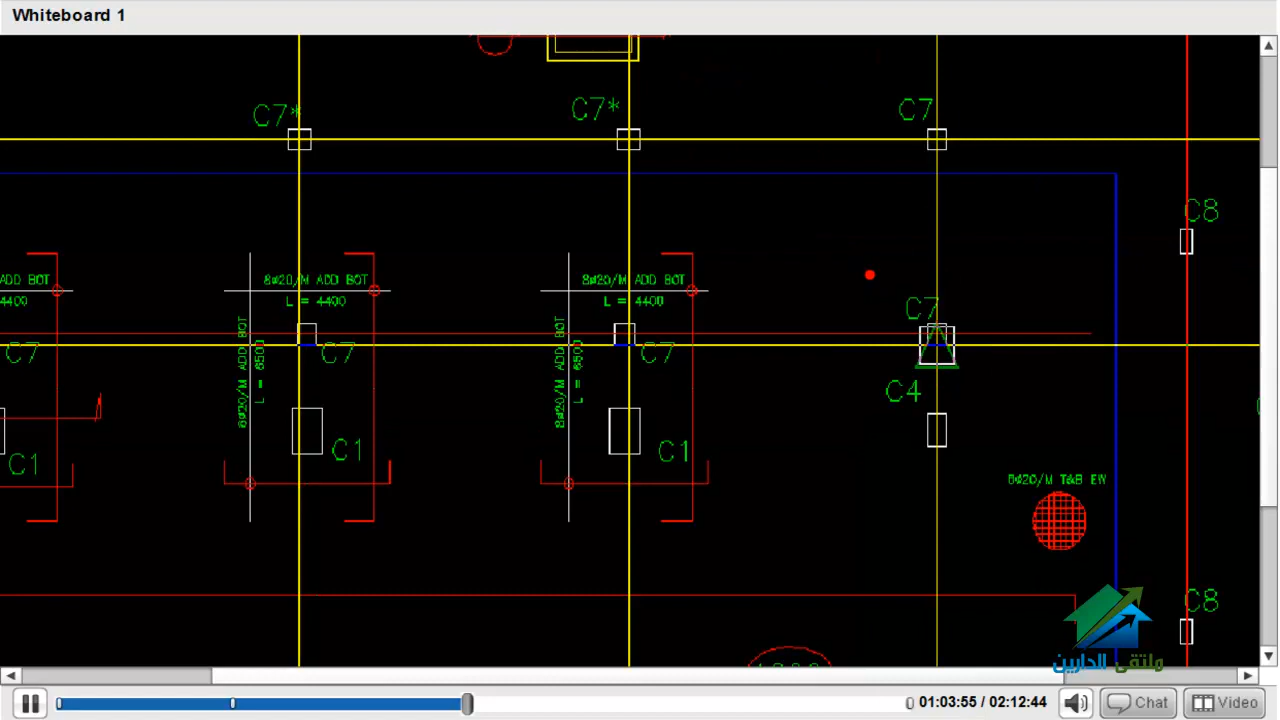 Whiteboard 1
C7*
C7*
C7
C8
ADD BOT
8ø20/M ADD BOT
8ø20/M ADD BOT
4400
L = 4400
L = 4400
C7
8ø20/M ADD BOT
L = 6500
8ø20/M ADD BOT
L = 6500
C7
C7
C7
C4
C1
C1
C1
8ø20/M T&B EW
C8
ملتقى الدارين
01:03:55 / 02:12:44
Chat
Video